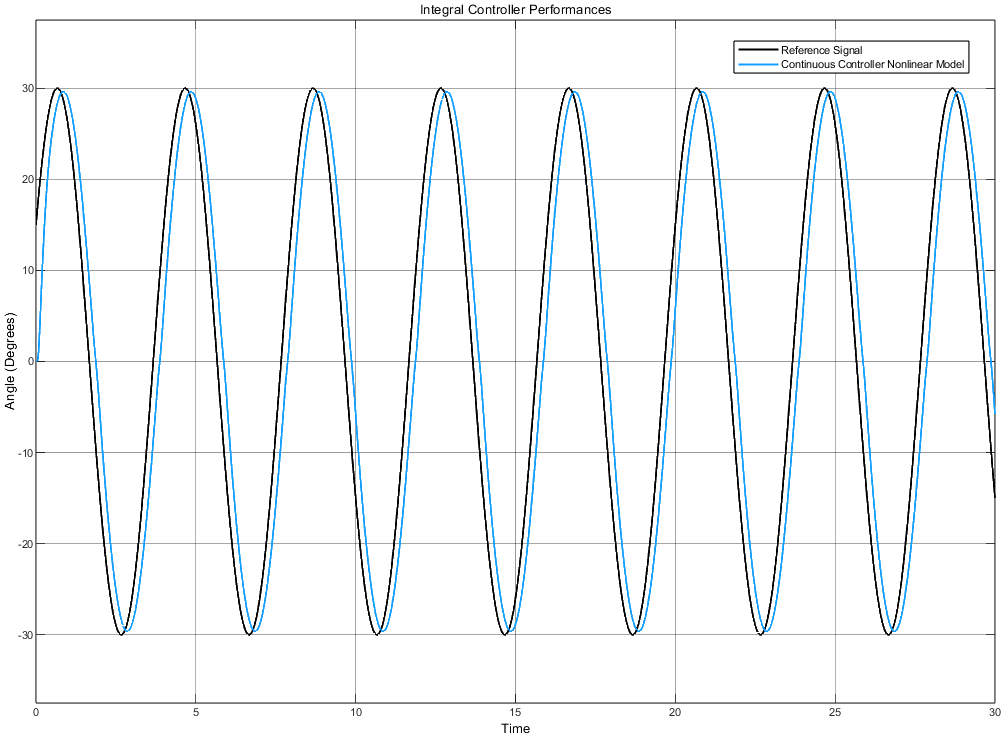 Integral Controller Performances
Reference Signal
Continuous Controller Nonlinear Model
Angle (Degrees)
30
20
10
0
-10
-20
-30
0 5 10 15 20 25 30
Time